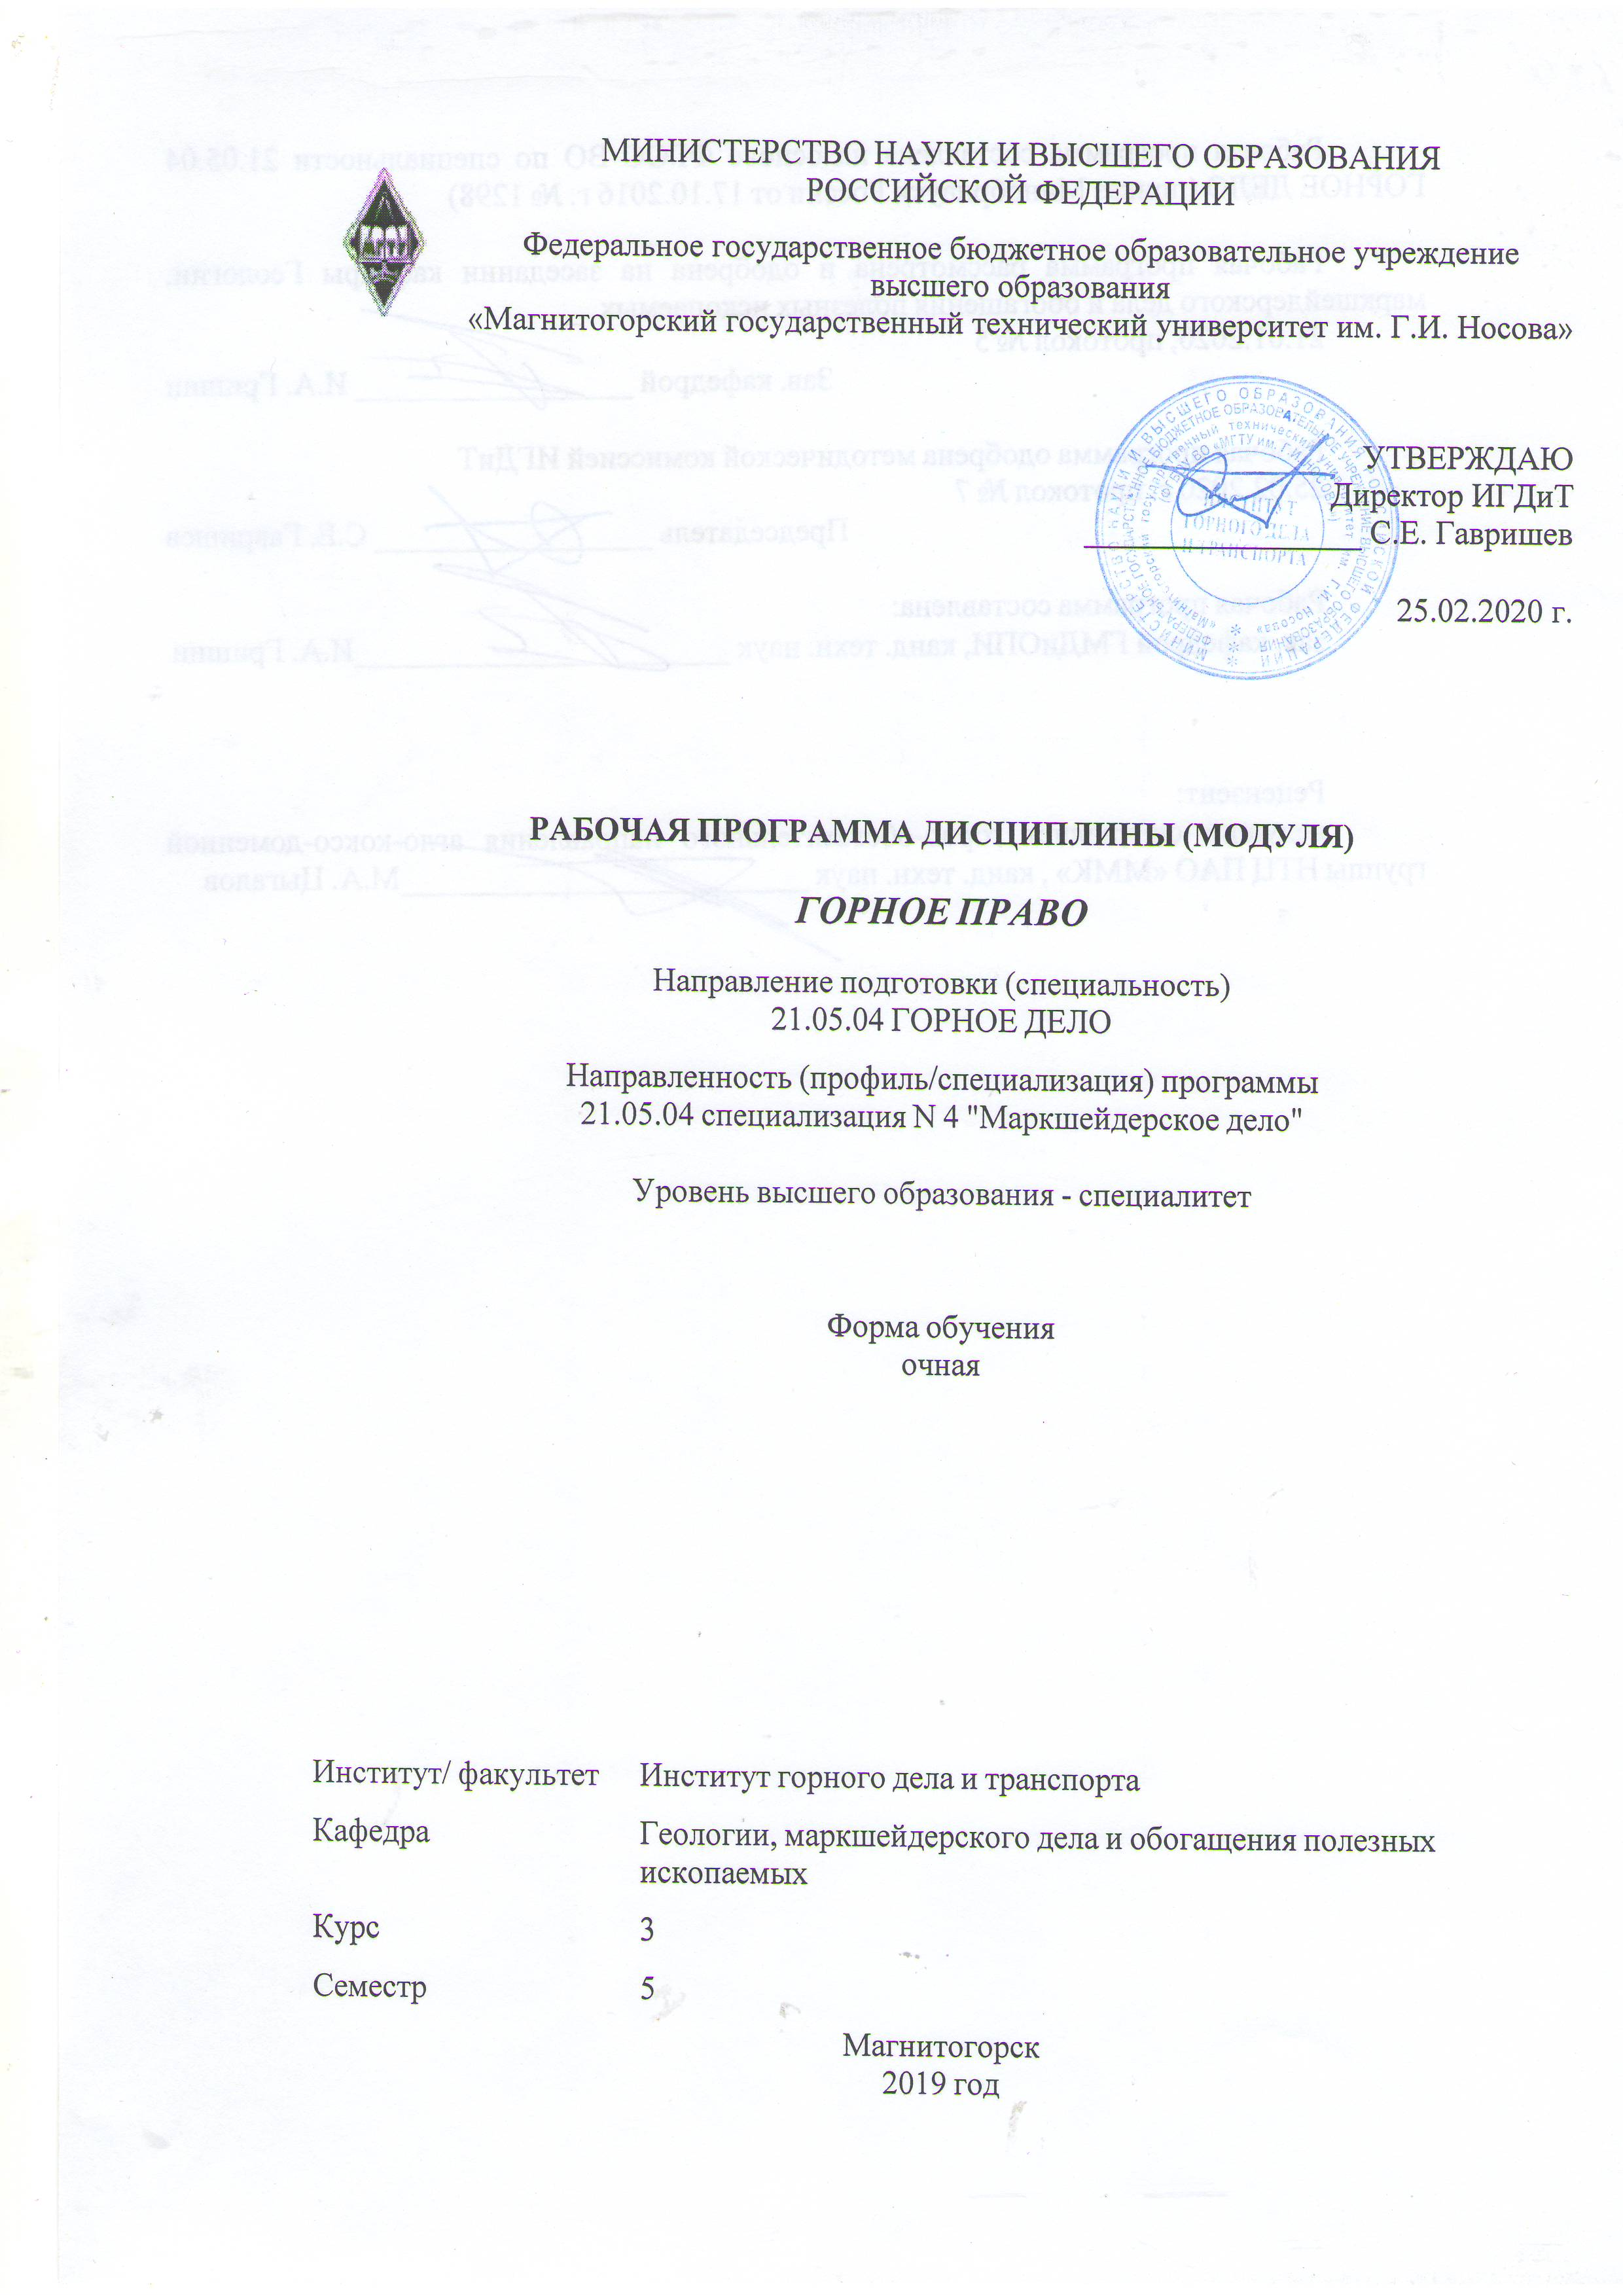 МИНИСТЕРСТВО НАУКИ И ВЫСШЕГО ОБРАЗОВАНИЯ
РОССИЙСКОЙ ФЕДЕРАЦИИ
Федеральное государственное бюджетное образовательное учреждение
высшего образования
«Магнитогорский государственный технический университет им. Г.И. Носова»
УТВЕРЖДАЮ
Директор ИГДиТ
С.Е. Гавришев
ИНСТИТУТ
ГОРНОГО ДЕЛА
И ТРАНСПОРТА
25.02.2020 г.
РАБОЧАЯ ПРОГРАММА ДИСЦИПЛИНЫ (МОДУЛЯ)
ГОРНОЕ ПРАВО
Направление подготовки (специальность)
21.05.04 ГОРНОЕ ДЕЛО
Направленность (профиль/специализация) программы
21.05.04 специализация N 4 "Маркшейдерское дело"
Уровень высшего образования - специалитет
Форма обучения
очная
Институт/ факультет Институт горного дела и транспорта
Кафедра Геологии, маркшейдерского дела и обогащения полезных
ископаемых
Курс 3
Семестр 5
Магнитогорск
2019 год